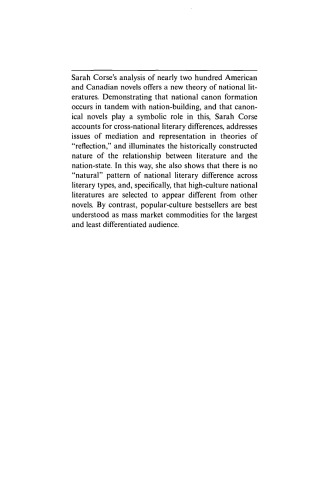 Sarah Corse's analysis of nearly two hundred American
and Canadian novels offers a new theory of national lit-
eratures. Demonstrating that national canon formation
occurs in tandem with nation-building, and that canon-
ical novels play a symbolic role in this, Sarah Corse
accounts for cross-national literary differences, addresses
issues of mediation and representation in theories of
"reflection," and illuminates the historically constructed
nature of the relationship between literature and the
nation-state. In this way, she also shows that there is no
"natural" pattern of national literary difference across
literary types, and, specifically, that high-culture national
literatures are selected to appear different from other
novels. By contrast, popular-culture bestsellers are best
understood as mass market commodities for the largest
and least differentiated audience.